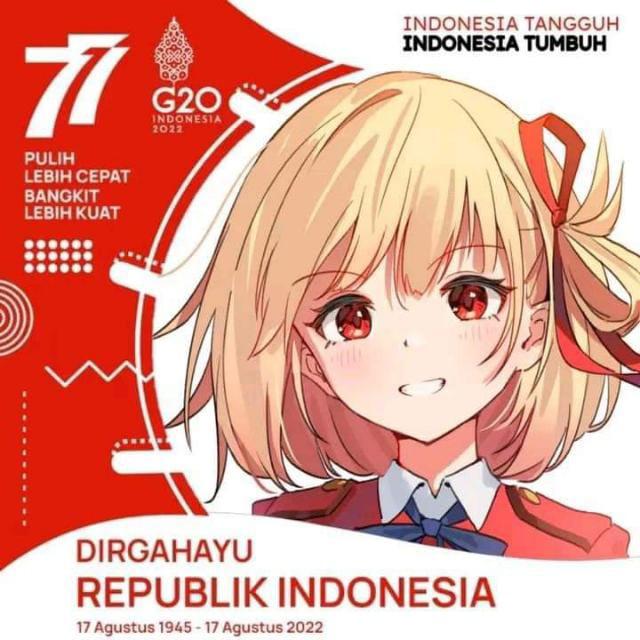 77
G20
INDONESIA
2022
INDONESIA TANGGUH
INDONESIA TUMBUH
PULIH
LEBIH CEPAT
BANGKIT
LEBIH KUAT
DIRGAHAYU
REPUBLIK INDONESIA
17 Agustus 1945 - 17 Agustus 2022